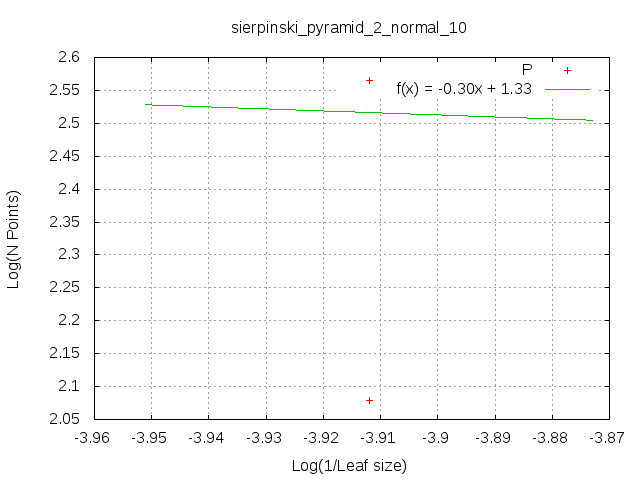 sierpinski_pyramid_2_normal_10
2.6
2.55
2.5
2.45
2.4
2.35
2.3
2.25
2.2
2.15
2.1
2.05
Log(N Points)
P
f(x) = -0.30x + 1.33
-3.96 -3.95 -3.94 -3.93 -3.92 -3.91 -3.9 -3.89 -3.88 -3.87
Log(1/Leaf size)